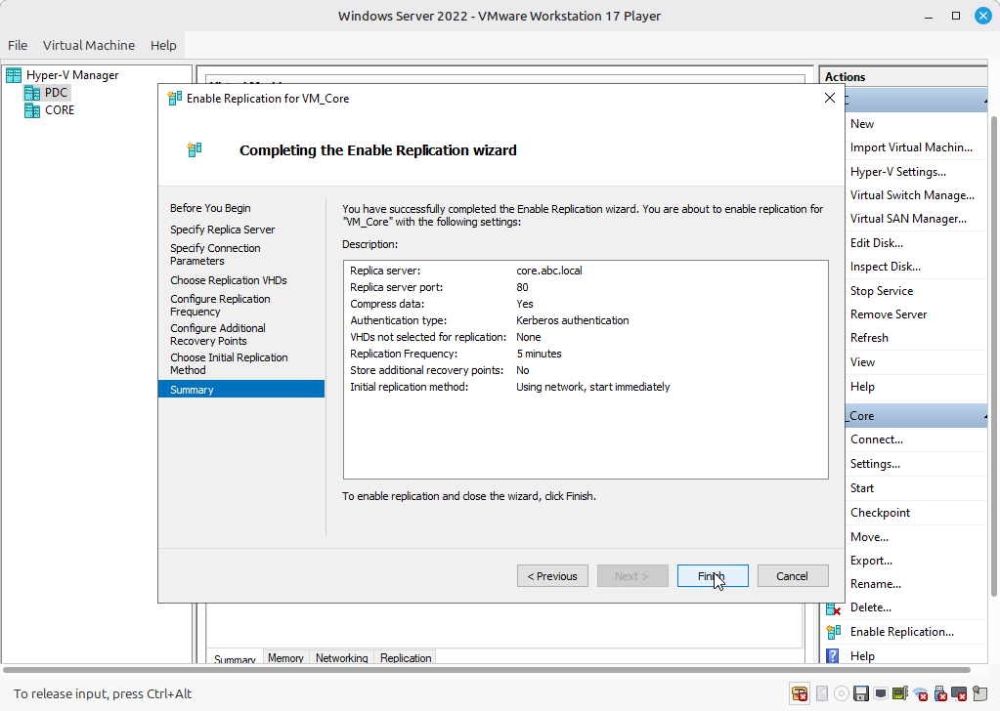 Windows Server 2022 - VMware Workstation 17 Player
File Virtual Machine Help
Hyper-V Manager
PDC
CORE
Enable Replication for VM_Core
Completing the Enable Replication wizard
Before You Begin
Specify Replica Server
Specify Connection
Parameters
Choose Replication VHDs
Configure Replication
Frequency
Configure Additional
Recovery Points
Choose Initial Replication
Method
Summary
You have successfully completed the Enable Replication wizard. You are about to enable replication for
"VM_Core" with the following settings:
Description:
Replica server: core.abc.local
Replica server port: 80
Compress data: Yes
Authentication type: Kerberos authentication
VHDs not selected for replication: None
Replication Frequency: 5 minutes
Store additional recovery points: No
Initial replication method: Using network, start immediately
To enable replication and close the wizard, click Finish.
< Previous Next > Finish Cancel
Summary Memory Networking Replication
Actions
New
Import Virtual Machin...
Hyper-V Settings...
Virtual Switch Manage...
Virtual SAN Manager...
Edit Disk...
Inspect Disk...
Stop Service
Remove Server
Refresh
View
Help
_Core
Connect...
Settings...
Start
Checkpoint
Move...
Export...
Rename...
Delete...
Enable Replication...
Help
To release input, press Ctrl+Alt